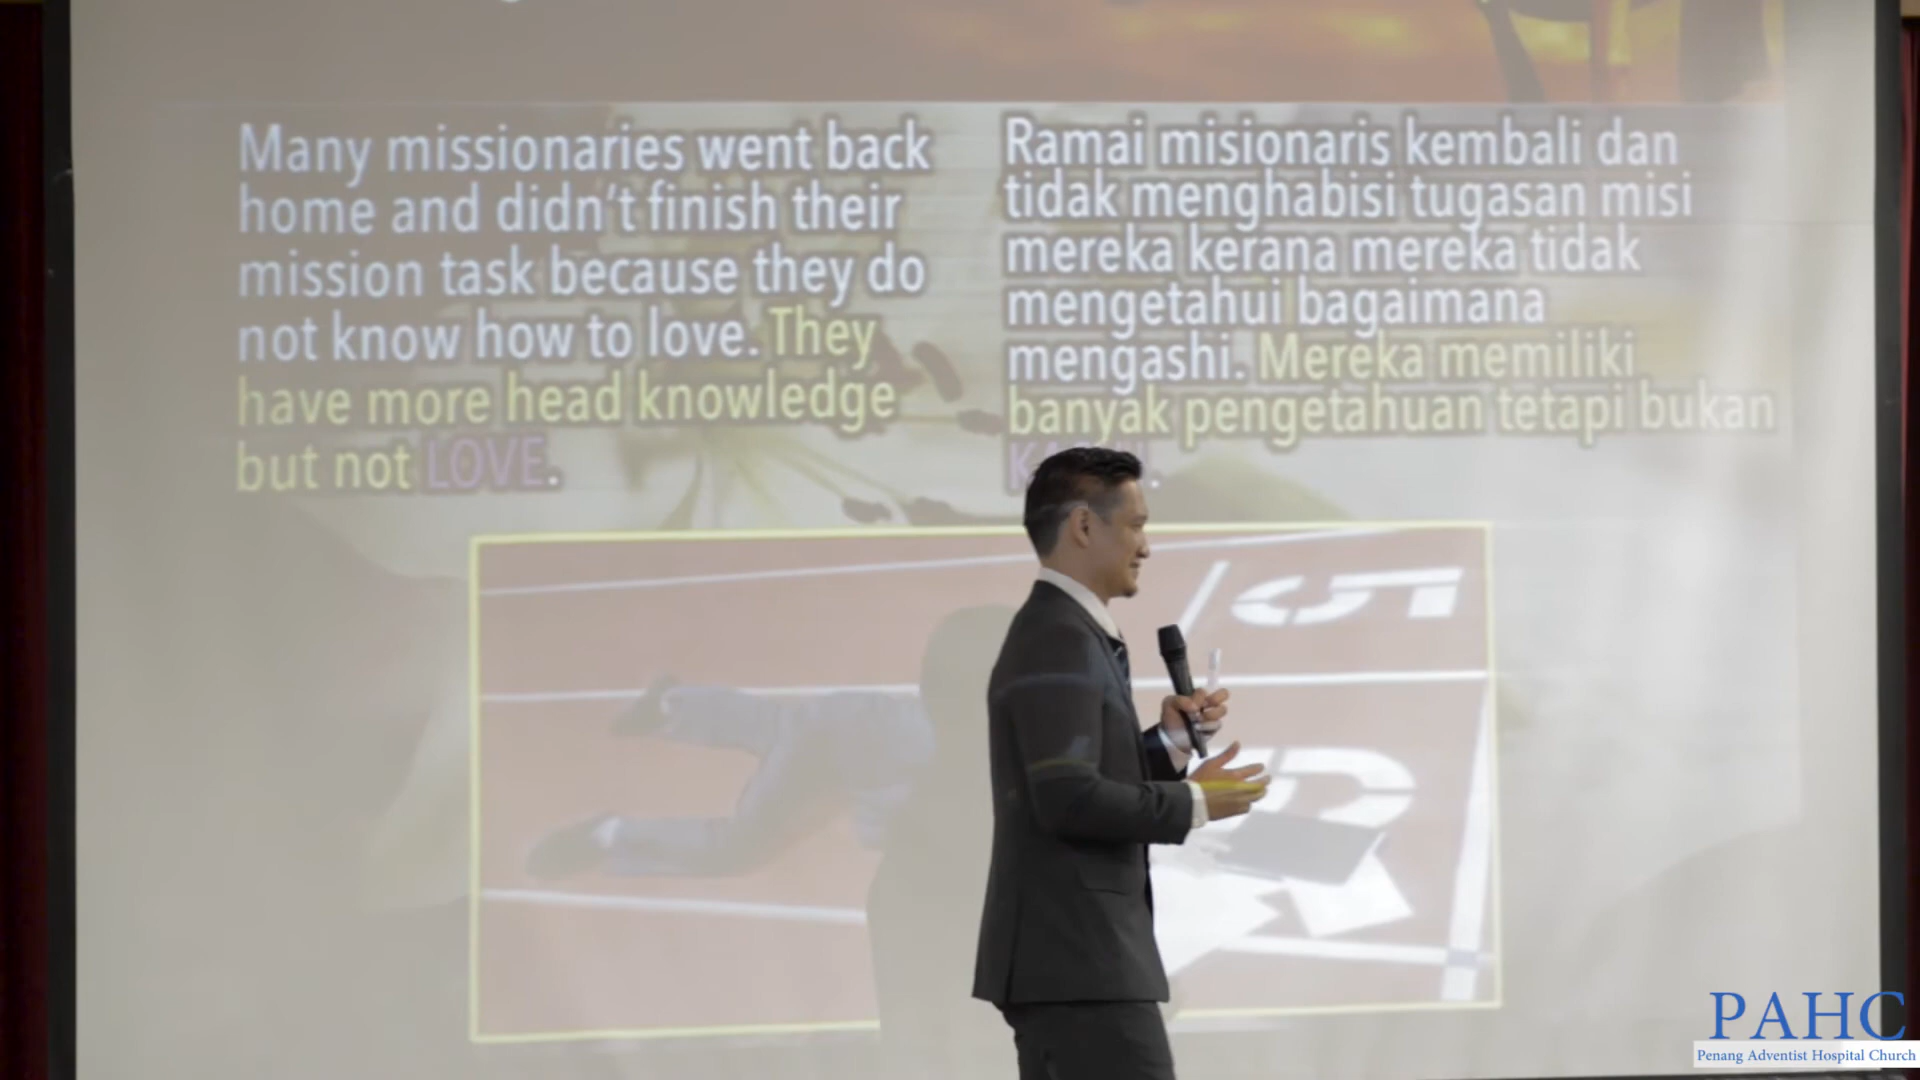 Many missionaries went back
home and didn't finish their
mission task because they do
not know how to love. They
have more head knowledge
but not LOVE.
Ramai misionaris kembali dan
tidak menghabisi tugasan misi
mereka kerana mereka tidak
mengetahui bagaimana
mengashi. Mereka memiliki
banyak pengetahuan tetapi bukan
5
6
PAHC
Penang Adventist Hospital Church